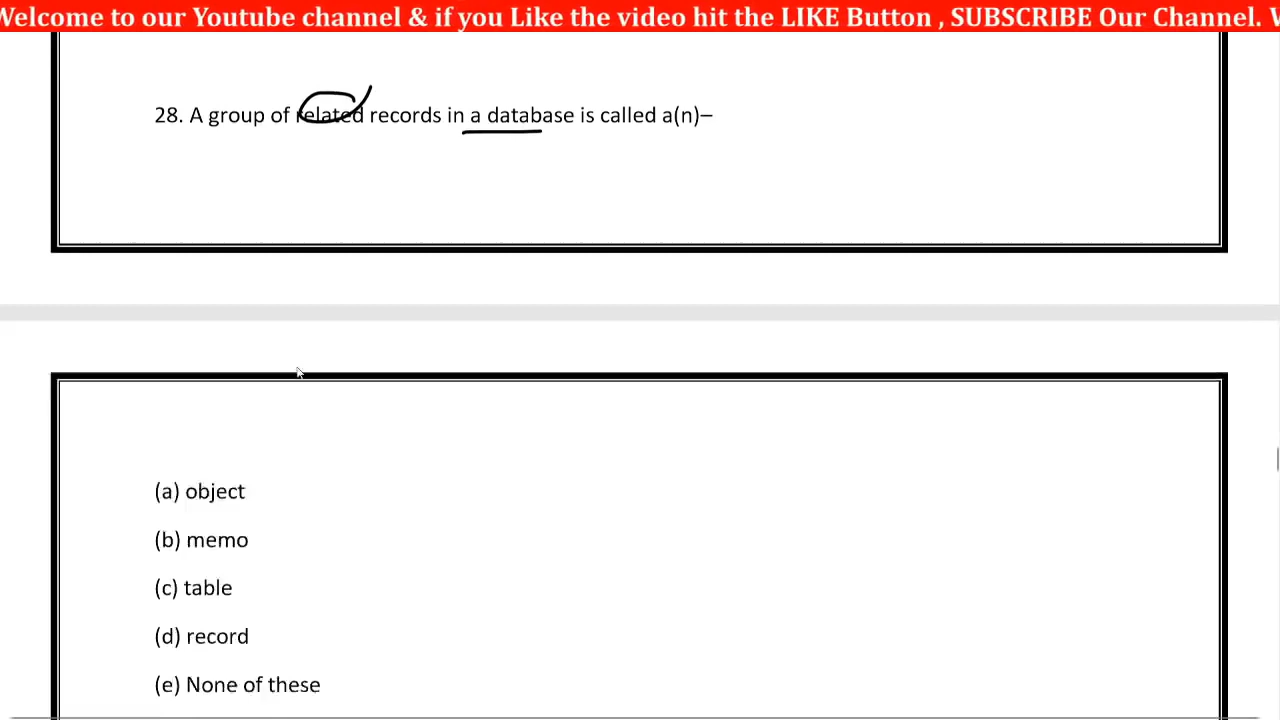 Welcome to our Youtube channel & if you Like the video hit the LIKE Button , SUBSCRIBE Our Channel.
28. A group of related records in a database is called a(n)–
(a) object
(b) memo
(c) table
(d) record
(e) None of these